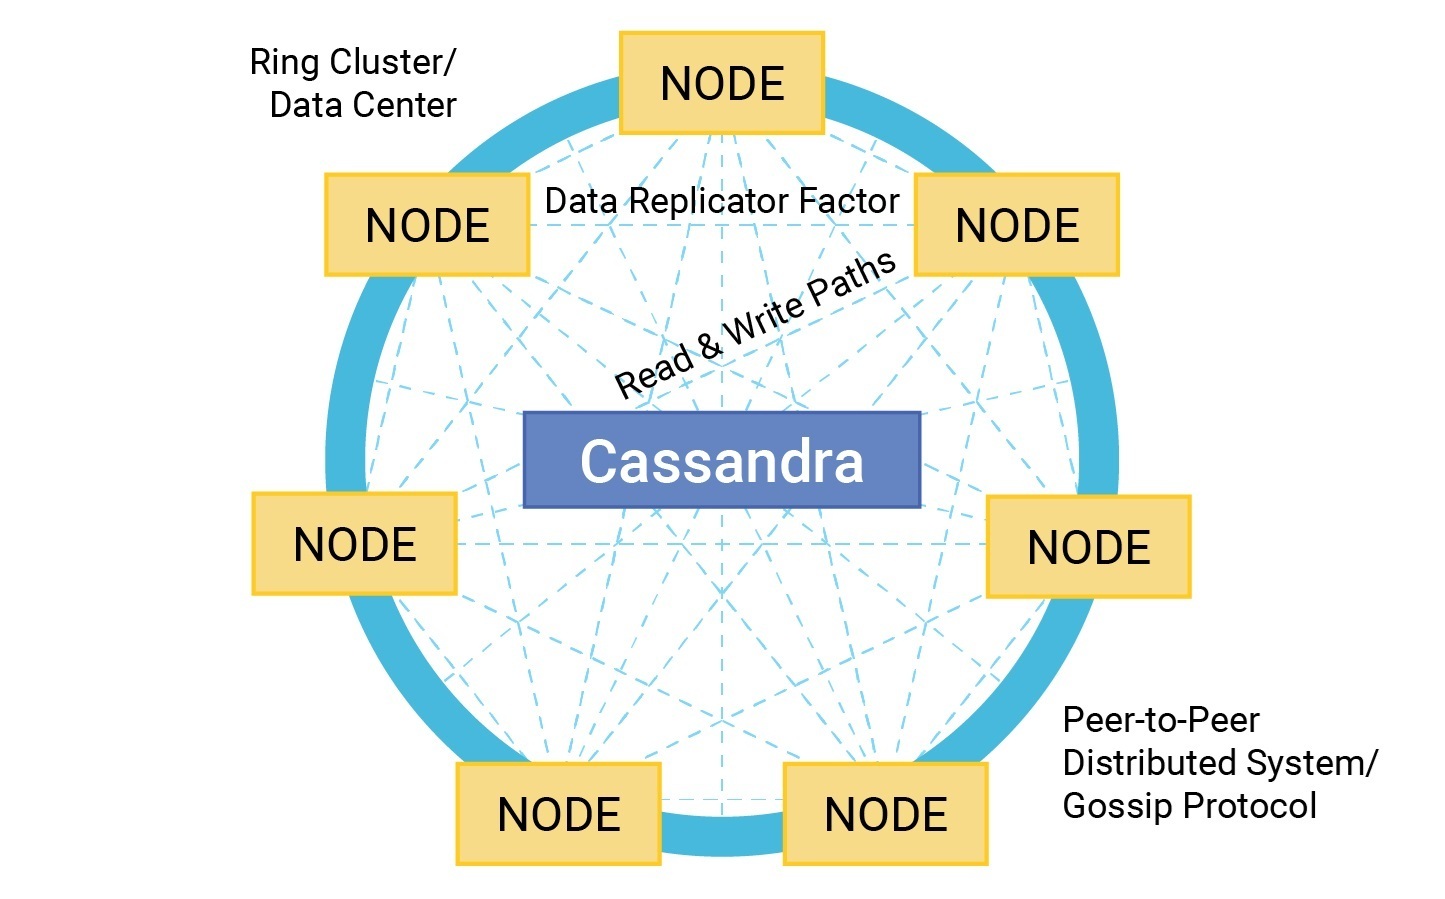 Ring Cluster/
Data Center
NODE
NODE
Data Replicator Factor
NODE
Read & Write Paths
Cassandra
NODE
NODE
Peer-to-Peer
Distributed System/
Gossip Protocol
NODE
NODE